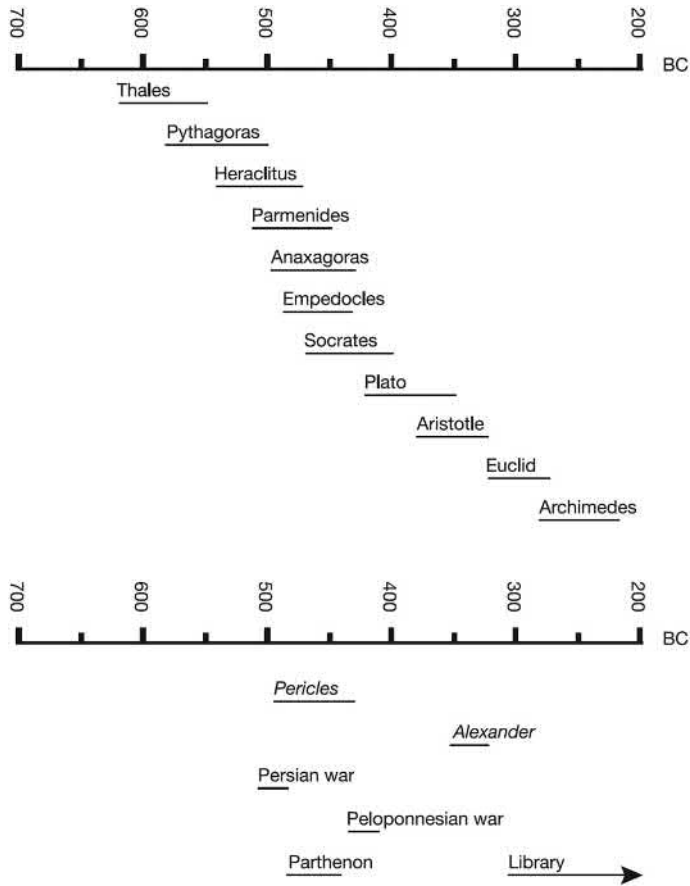 700 600 500 400 300 200
BC
Thales
Pythagoras
Heraclitus
Parmenides
Anaxagoras
Empedocles
Socrates
Plato
Aristotle
Euclid
Archimedes
700 600 500 400 300 200
BC
Pericles
Alexander
Persian war
Peloponnesian war
Parthenon Library